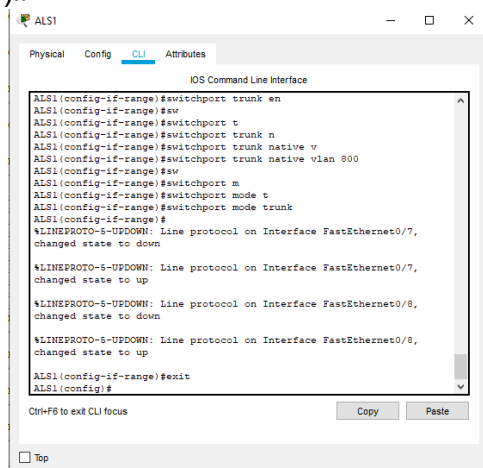 ALS1
Physical Config CLI Attributes
IOS Command Line Interface
ALS1(config-if-range)#switchport trunk en
ALS1(config-if-range)#sw
ALS1(config-if-range)#switchport t
ALS1(config-if-range)#switchport trunk n
ALS1(config-if-range)#switchport trunk native v
ALS1(config-if-range)#switchport trunk native vlan 800
ALS1(config-if-range)#sw
ALS1(config-if-range)#switchport m
ALS1(config-if-range)#switchport mode t
ALS1(config-if-range)#switchport mode trunk
ALS1(config-if-range)#
%LINEPROTO-5-UPDOWN: Line protocol on Interface FastEthernet0/7,
changed state to down
%LINEPROTO-5-UPDOWN: Line protocol on Interface FastEthernet0/7,
changed state to up
%LINEPROTO-5-UPDOWN: Line protocol on Interface FastEthernet0/8,
changed state to down
%LINEPROTO-5-UPDOWN: Line protocol on Interface FastEthernet0/8,
changed state to up
ALS1(config-if-range)#exit
ALS1(config)#
Ctrl+F6 to exit CLI focus Copy Paste
Top